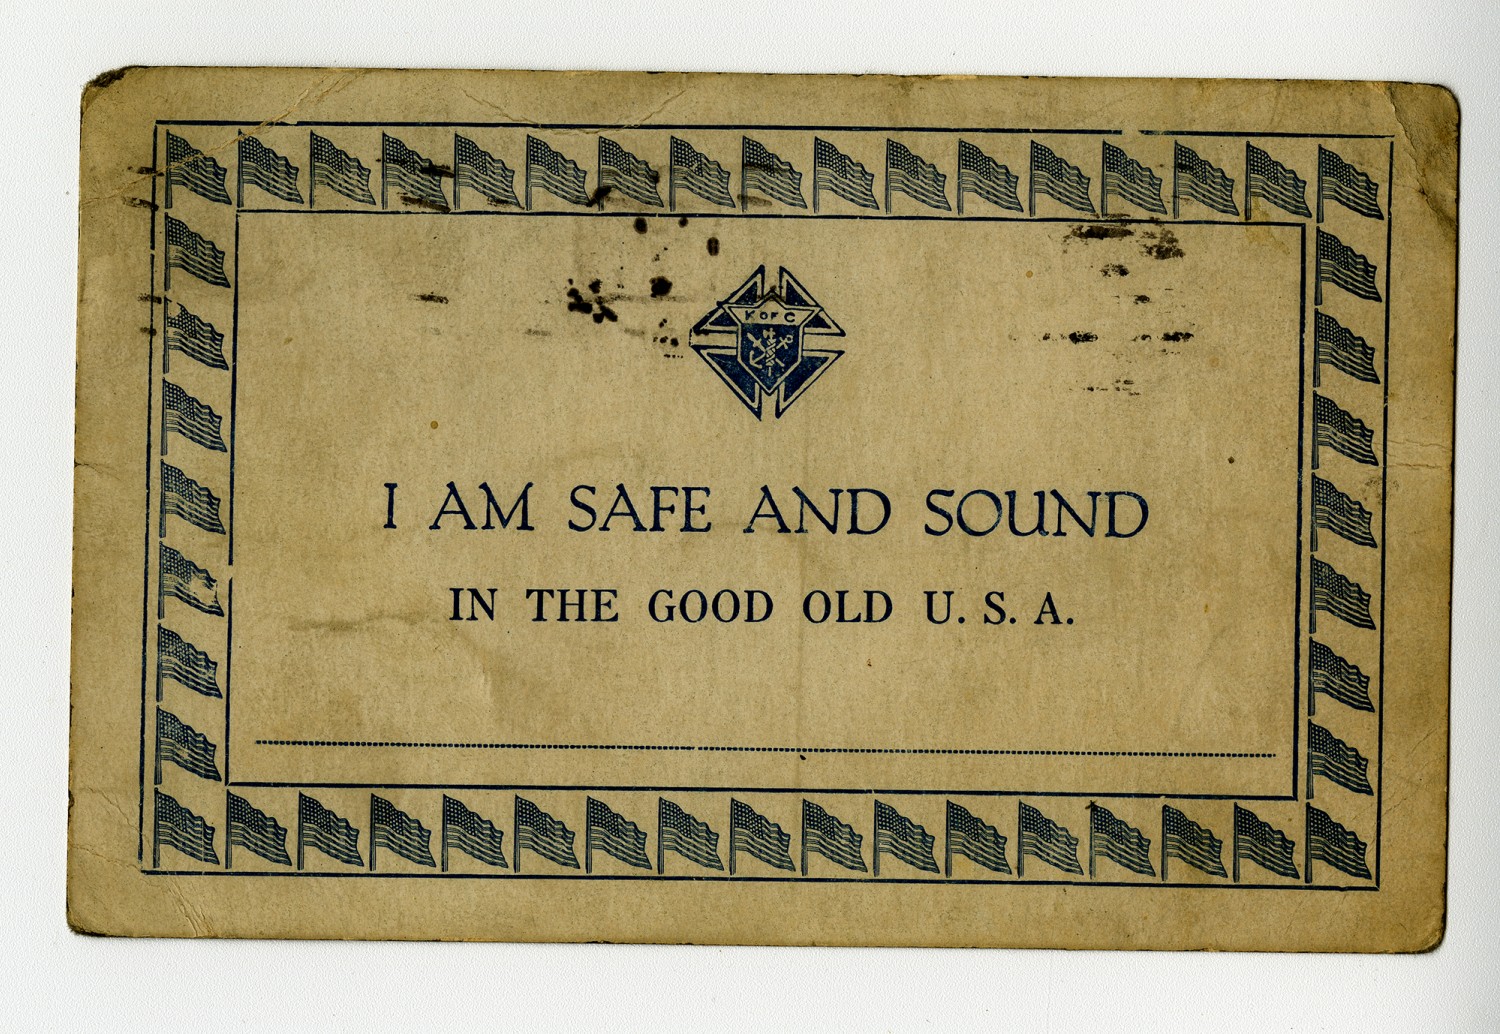 K OF C
I AM SAFE AND SOUND
IN THE GOOD OLD U. S. A.